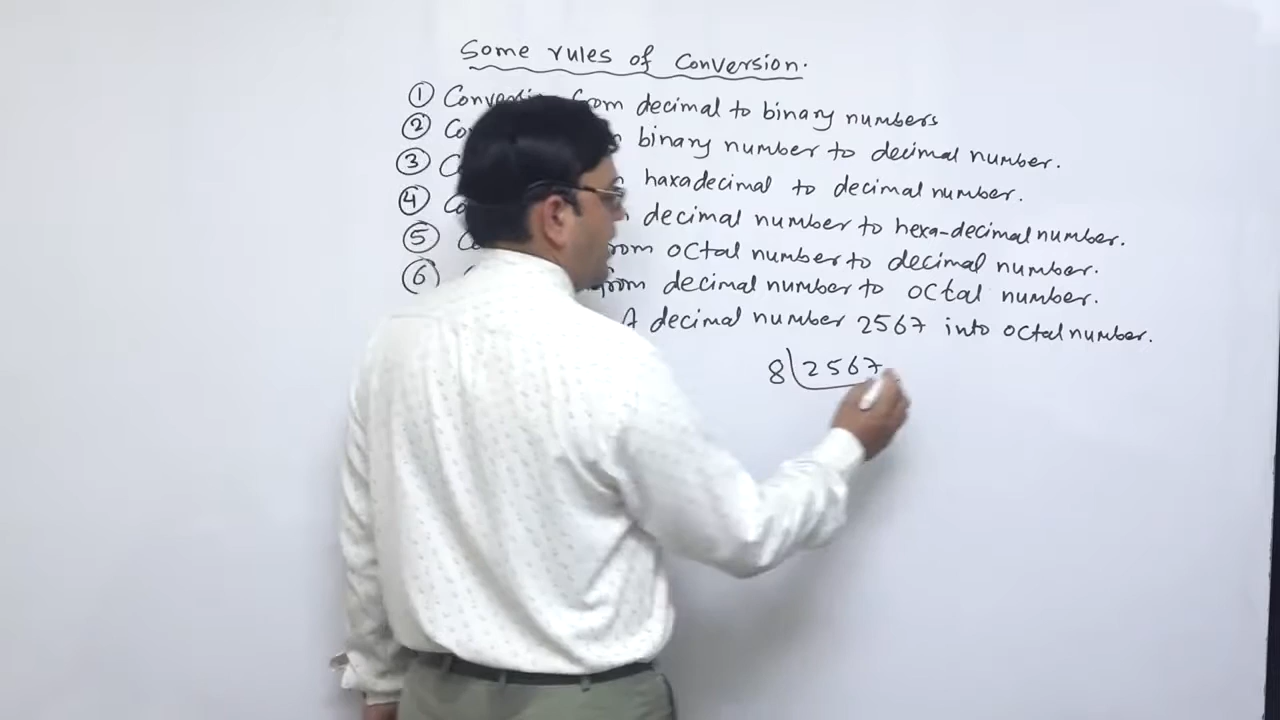 Some rules of Conversion.
① Conversion from decimal to binary numbers
② binary number to decimal number.
③ haxadecimal to decimal number.
④ decimal number to hexa-decimal number.
⑤ from octal number to decimal number.
⑥ from decimal number to octal number.
A decimal number 2567 into octal number.
8 2567